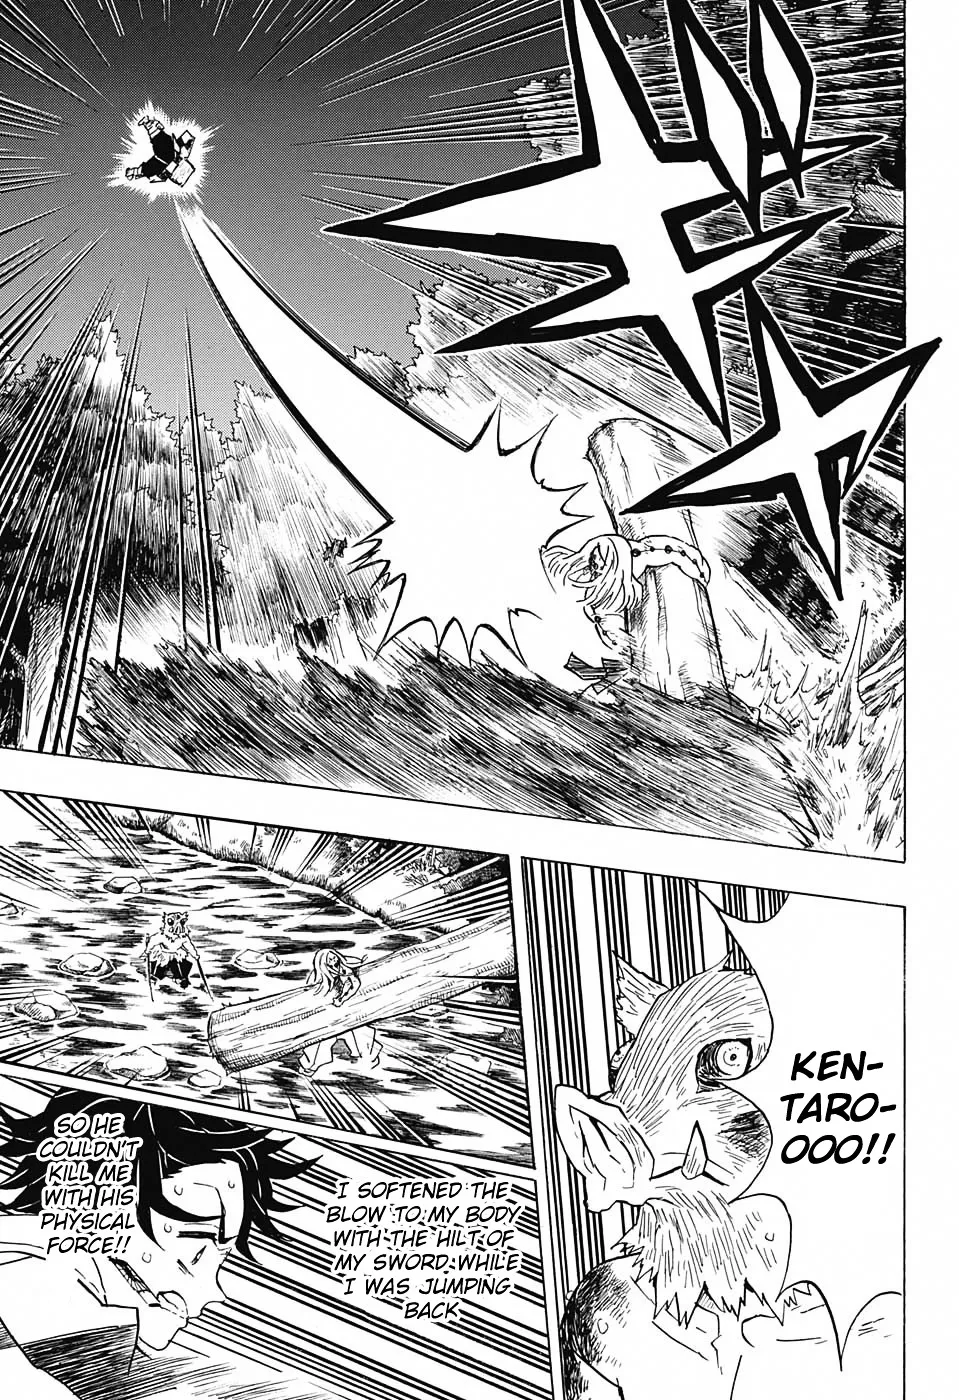 KEN-
TARO-
OOO!!
I SOFTENED THE
BLOW TO MY BODY
WITH THE HILT OF
MY SWORD WHILE
I WAS JUMPING
BACK
SO HE
COULDN'T
KILL ME
WITH HIS
PHYSICAL
FORCE!!